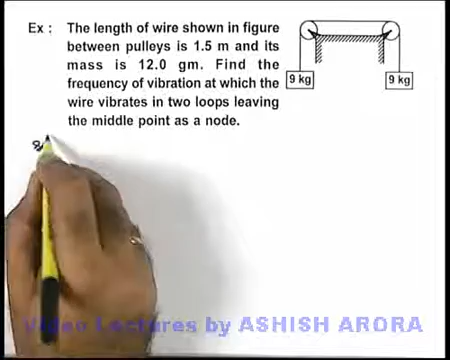 Ex : The length of wire shown in figure
between pulleys is 1.5 m and its
mass is 12.0 gm. Find the
frequency of vibration at which the
wire vibrates in two loops leaving
the middle point as a node.
9 kg
9 kg
Video Lectures by ASHISH ARORA